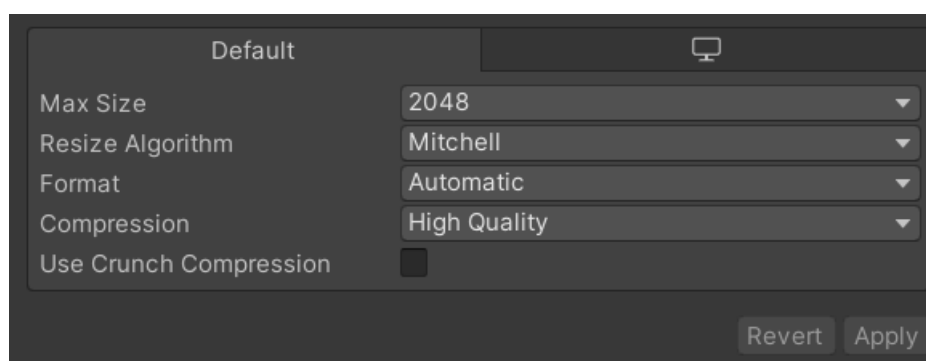 Default
Max Size 2048
Resize Algorithm Mitchell
Format Automatic
Compression High Quality
Use Crunch Compression
Revert Apply